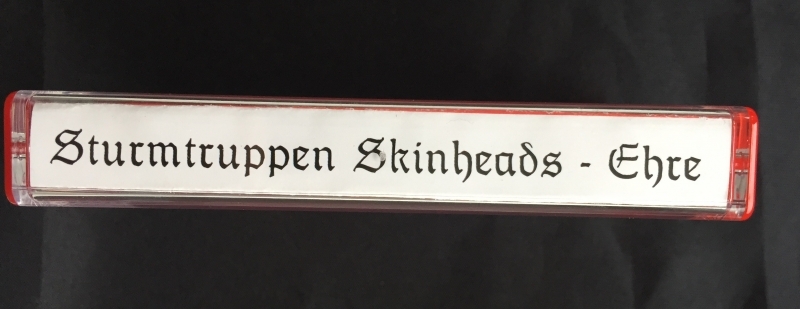 Sturmtruppen Skinheads - Ehre